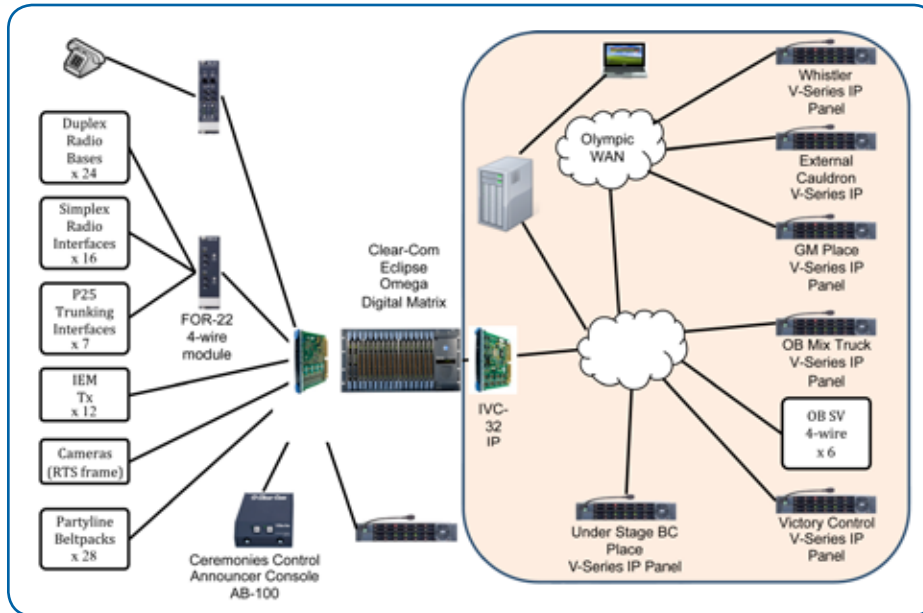 Duplex
Radio
Bases
x 24
Simplex
Radio
Interfaces
x 16
P25
Trunking
Interfaces
x 7
IEM
Tx
x 12
Cameras
(RTS frame)
Partyline
Beltpacks
x 28
FOR-22
4-wire
module
Clear-Com
Eclipse
Omega
Digital Matrix
Ceremonies Control
Announcer Console
AB-100
IVC-
32
IP
Olympic
WAN
Whistler
V-Series IP
Panel
External
Cauldron
V-Series IP
GM Place
V-Series IP
Panel
OB Mix Truck
V-Series IP
Panel
OB SV
4-wire
x 6
Victory Control
V-Series IP
Panel
Under Stage BC
Place
V-Series IP Panel